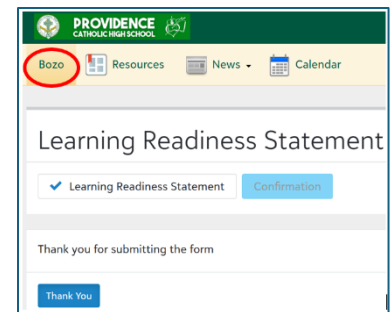 PROVIDENCE
CATHOLIC HIGH SCHOOL
Bozo Resources News Calendar
Learning Readiness Statement
Learning Readiness Statement Confirmation
Thank you for submitting the form
Thank You